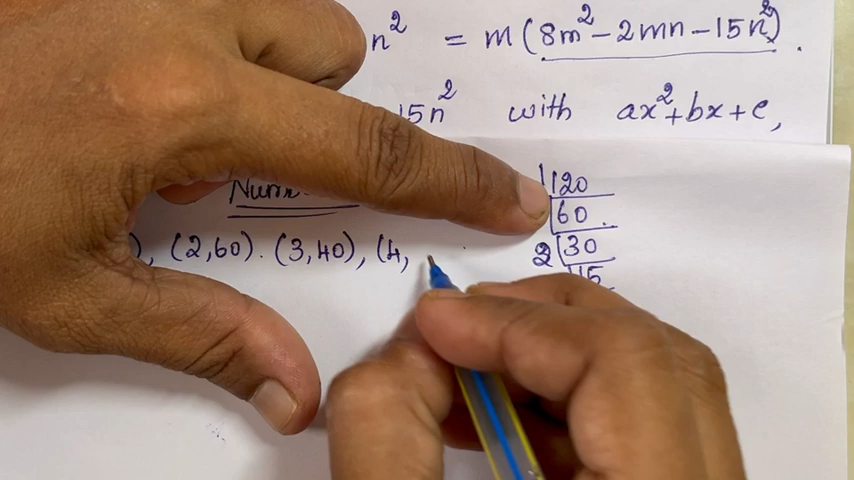 n² = m(8m² - 2mn - 15n²).
15n² with ax² + bx + c,
120
60
), (2,60). (3,40), (4,
2 30
15